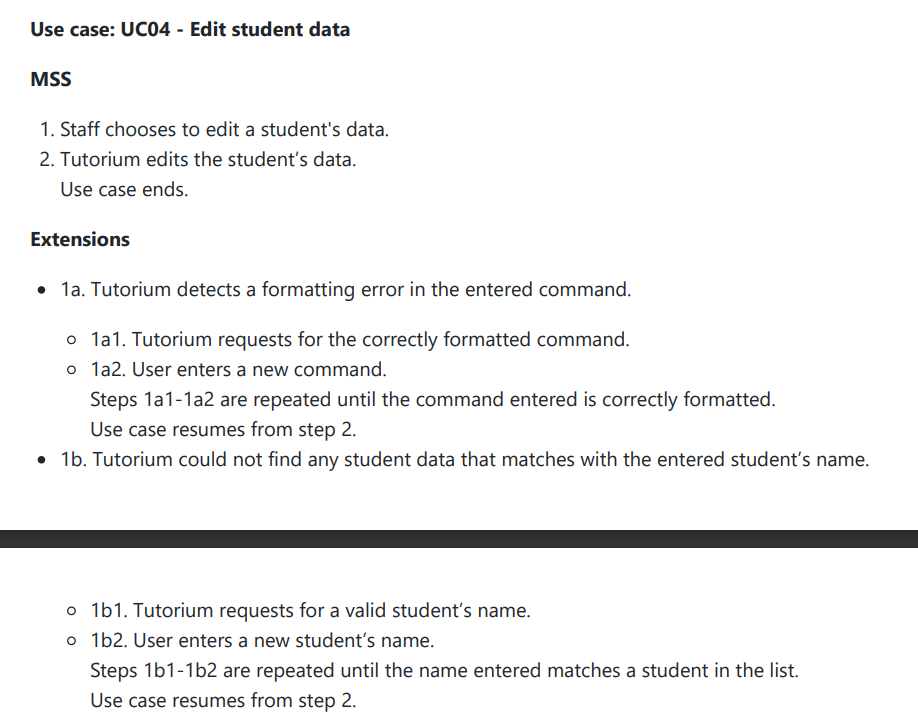 Use case: UC04 - Edit student data
MSS
1. Staff chooses to edit a student's data.
2. Tutorium edits the student’s data.
Use case ends.
Extensions
• 1a. Tutorium detects a formatting error in the entered command.
○ 1a1. Tutorium requests for the correctly formatted command.
○ 1a2. User enters a new command.
Steps 1a1-1a2 are repeated until the command entered is correctly formatted.
Use case resumes from step 2.
• 1b. Tutorium could not find any student data that matches with the entered student’s name.
○ 1b1. Tutorium requests for a valid student’s name.
○ 1b2. User enters a new student’s name.
Steps 1b1-1b2 are repeated until the name entered matches a student in the list.
Use case resumes from step 2.